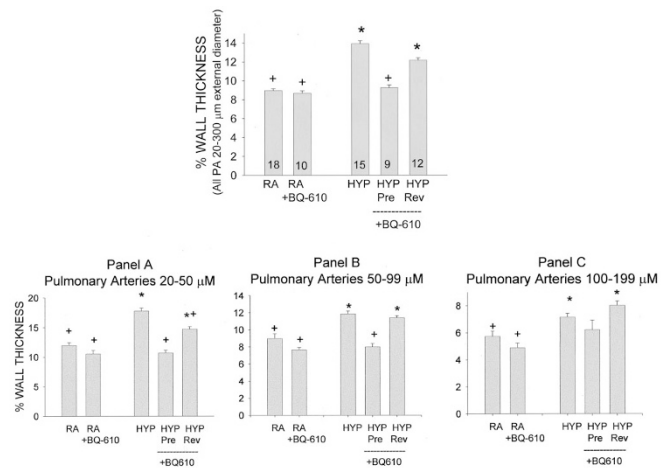 % WALL THICKNESS
(All PA 20-300 μm external diameter)
16
14
12
10
8
6
4
2
0
+ + * + *
18 10 15 9 12
RA RA HYP HYP HYP
+BQ-610 Pre Rev
--------------
+BQ-610
Panel A
Pulmonary Arteries 20-50 μM
% WALL THICKNESS
20
15
10
5
0
+ + * + *+
RA RA HYP HYP HYP
+BQ-610 Pre Rev
--------------
+BQ610
Panel B
Pulmonary Arteries 50-99 μM
14
12
10
8
6
4
2
0
+ + * + *
RA RA HYP HYP HYP
+BQ-610 Pre Rev
--------------
+BQ610
Panel C
Pulmonary Arteries 100-199 μM
8
6
4
2
0
+ + * *
RA RA HYP HYP HYP
+BQ-610 Pre Rev
--------------
+BQ610